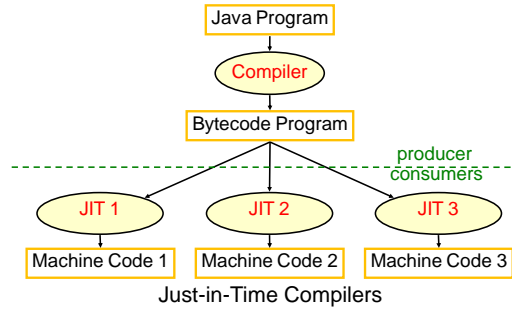 Java Program
Compiler
Bytecode Program
producer
consumers
JIT 1
JIT 2
JIT 3
Machine Code 1
Machine Code 2
Machine Code 3
Just-in-Time Compilers